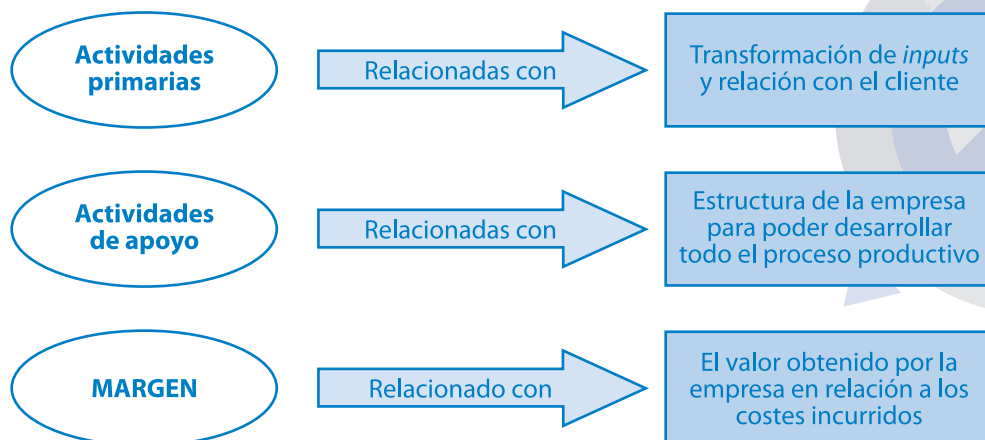 Actividades
primarias
Relacionadas con
Transformación de inputs
y relación con el cliente
Actividades
de apoyo
Relacionadas con
Estructura de la empresa
para poder desarrollar
todo el proceso productivo
MARGEN
Relacionado con
El valor obtenido por la
empresa en relación a los
costes incurridos